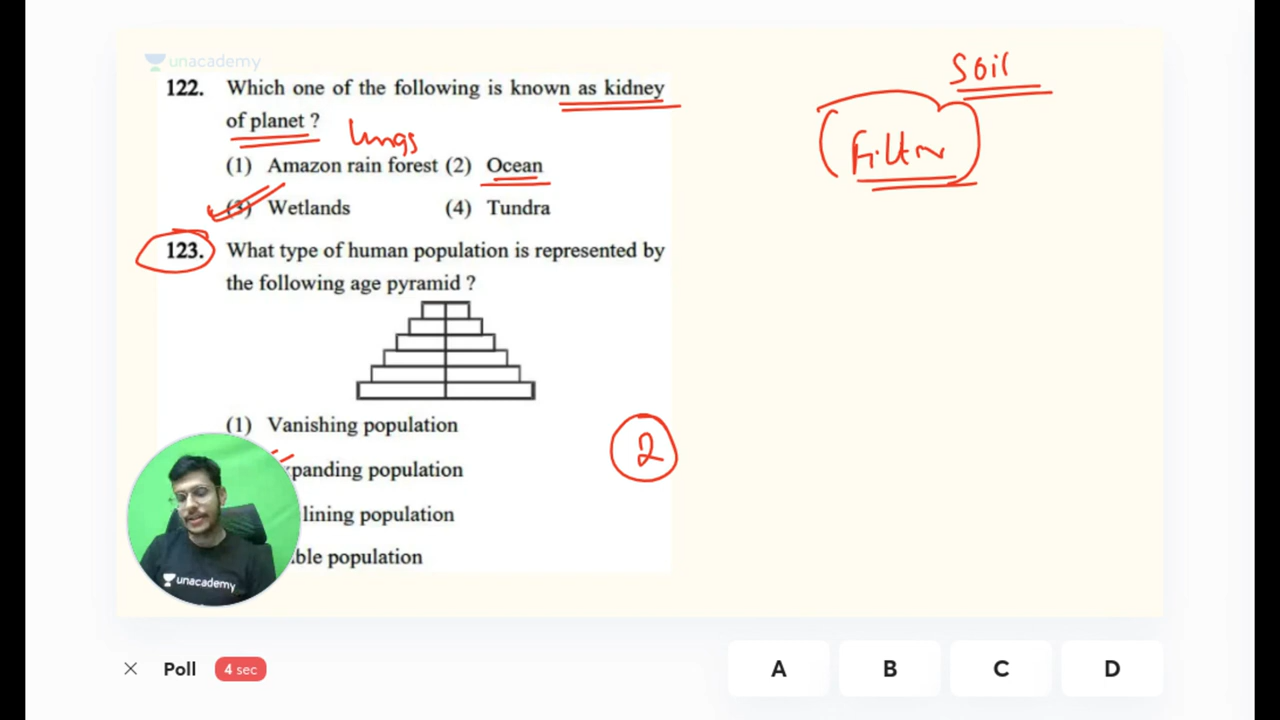 unacademy
Soil
122. Which one of the following is known as kidney
of planet ?
lungs
Filter
(1) Amazon rain forest (2) Ocean
(3) Wetlands (4) Tundra
123. What type of human population is represented by
the following age pyramid ?
(1) Vanishing population
2
panding population
lining population
ble population
unacademy
Poll 4 sec A B C D